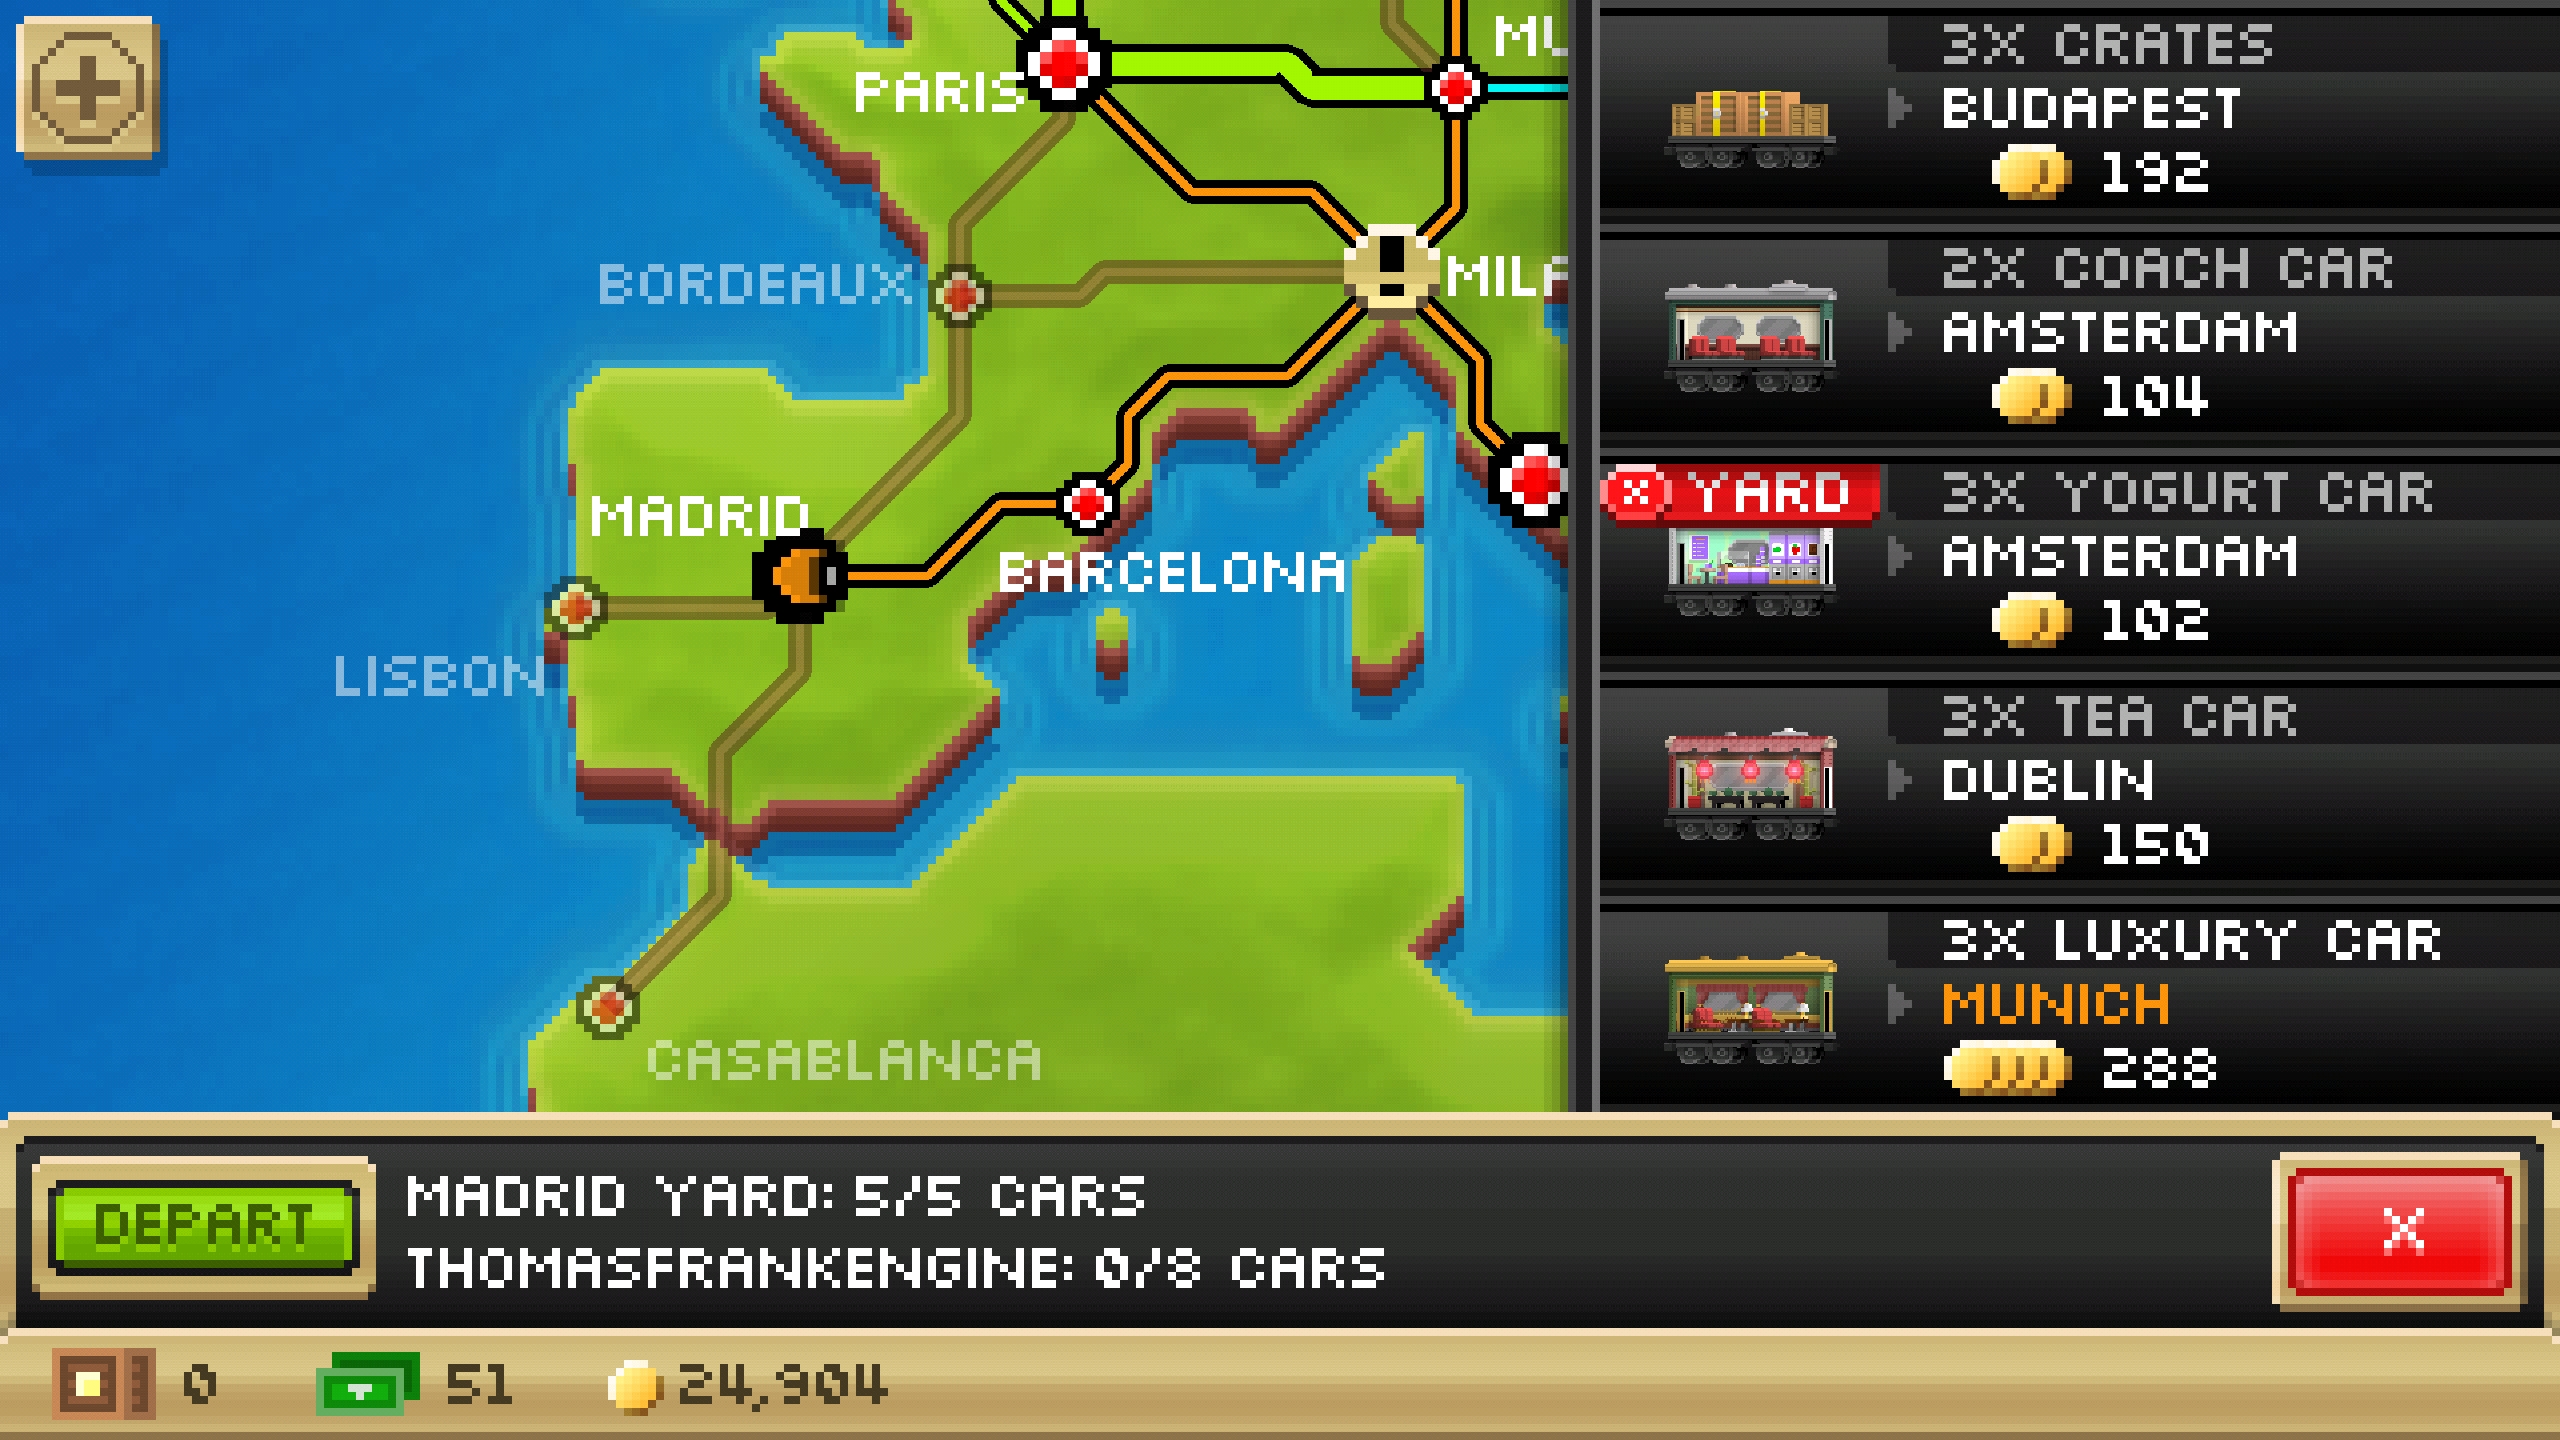 MU
PARIS
BORDEAUX
MILA
MADRID
BARCELONA
LISBON
CASABLANCA
3X CRATES
BUDAPEST
192
2X COACH CAR
AMSTERDAM
104
X YARD
3X YOGURT CAR
AMSTERDAM
102
3X TEA CAR
DUBLIN
150
3X LUXURY CAR
MUNICH
288
DEPART
MADRID YARD: 5/5 CARS
THOMASFRANKENGINE: 0/8 CARS
X
0
51
24,904